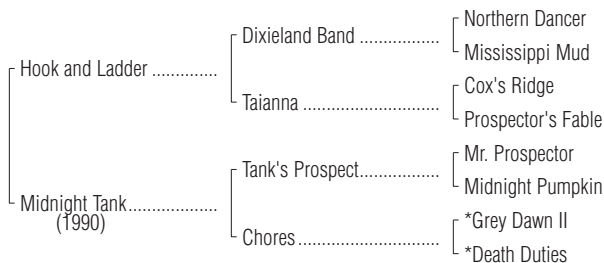 Northern Dancer
Dixieland Band ................
Mississippi Mud
Hook and Ladder .............
Cox's Ridge
Taianna ...........................
Prospector's Fable
Mr. Prospector
Tank's Prospect................
Midnight Pumpkin
Midnight Tank..................
(1990)
*Grey Dawn II
Chores ............................
*Death Duties